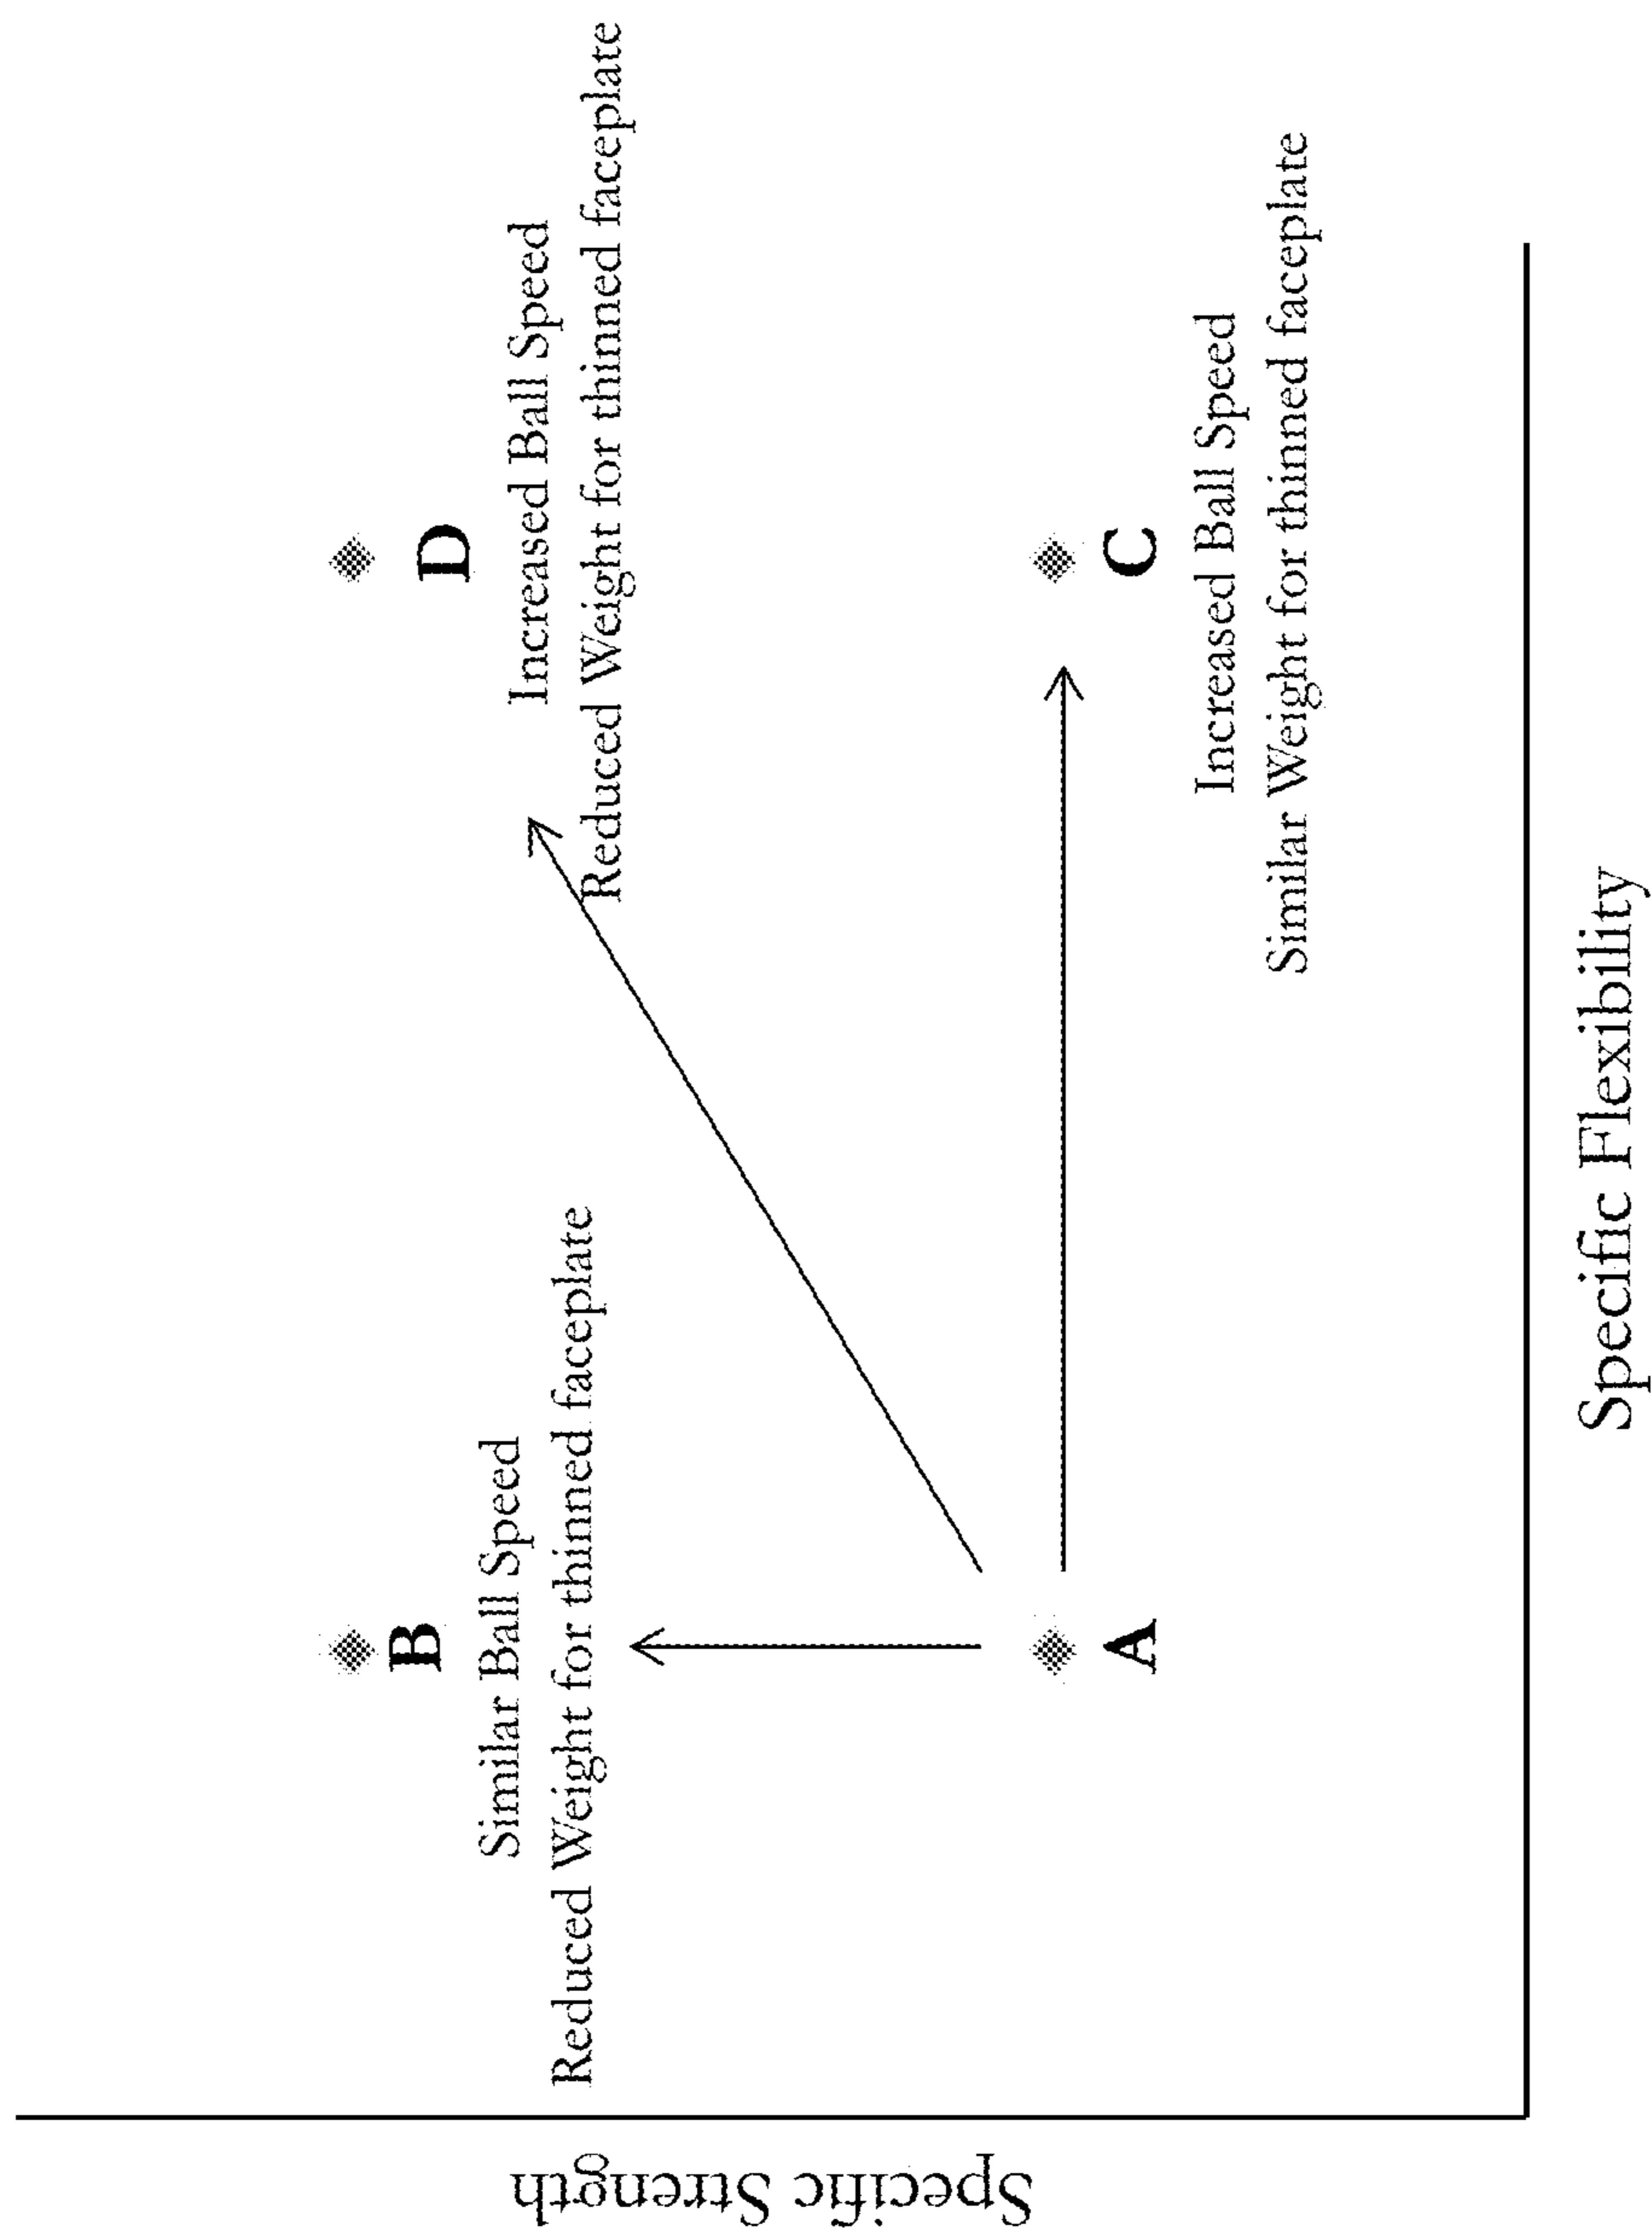 Specific Strength
B
Similar Ball Speed
Reduced Weight for thinned faceplate
D
Increased Ball Speed
Reduced Weight for thinned faceplate
A
C
Increased Ball Speed
Similar Weight for thinned faceplate
Specific Flexibility